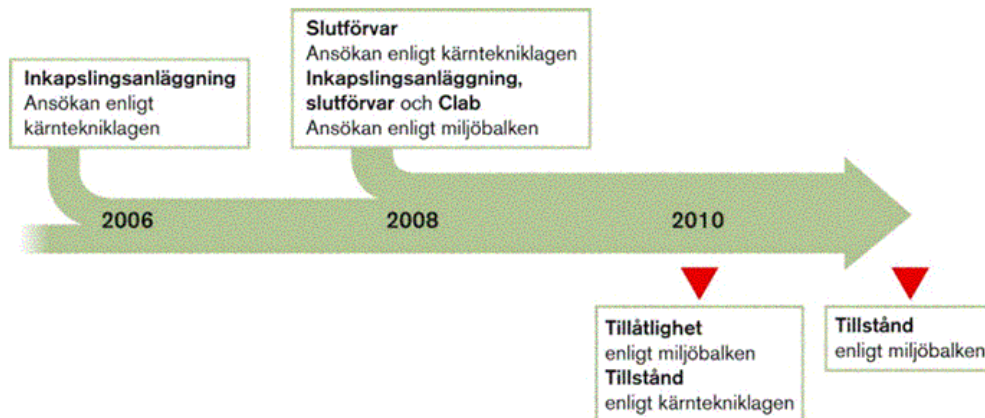 Inkapslingsanläggning
Ansökan enligt
kärntekniklagen
Slutförvar
Ansökan enligt kärntekniklagen
Inkapslingsanläggning,
slutförvar och Clab
Ansökan enligt miljöbalken
2006
2008
2010
Tillåtlighet
enligt miljöbalken
Tillstånd
enligt kärntekniklagen
Tillstånd
enligt miljöbalken